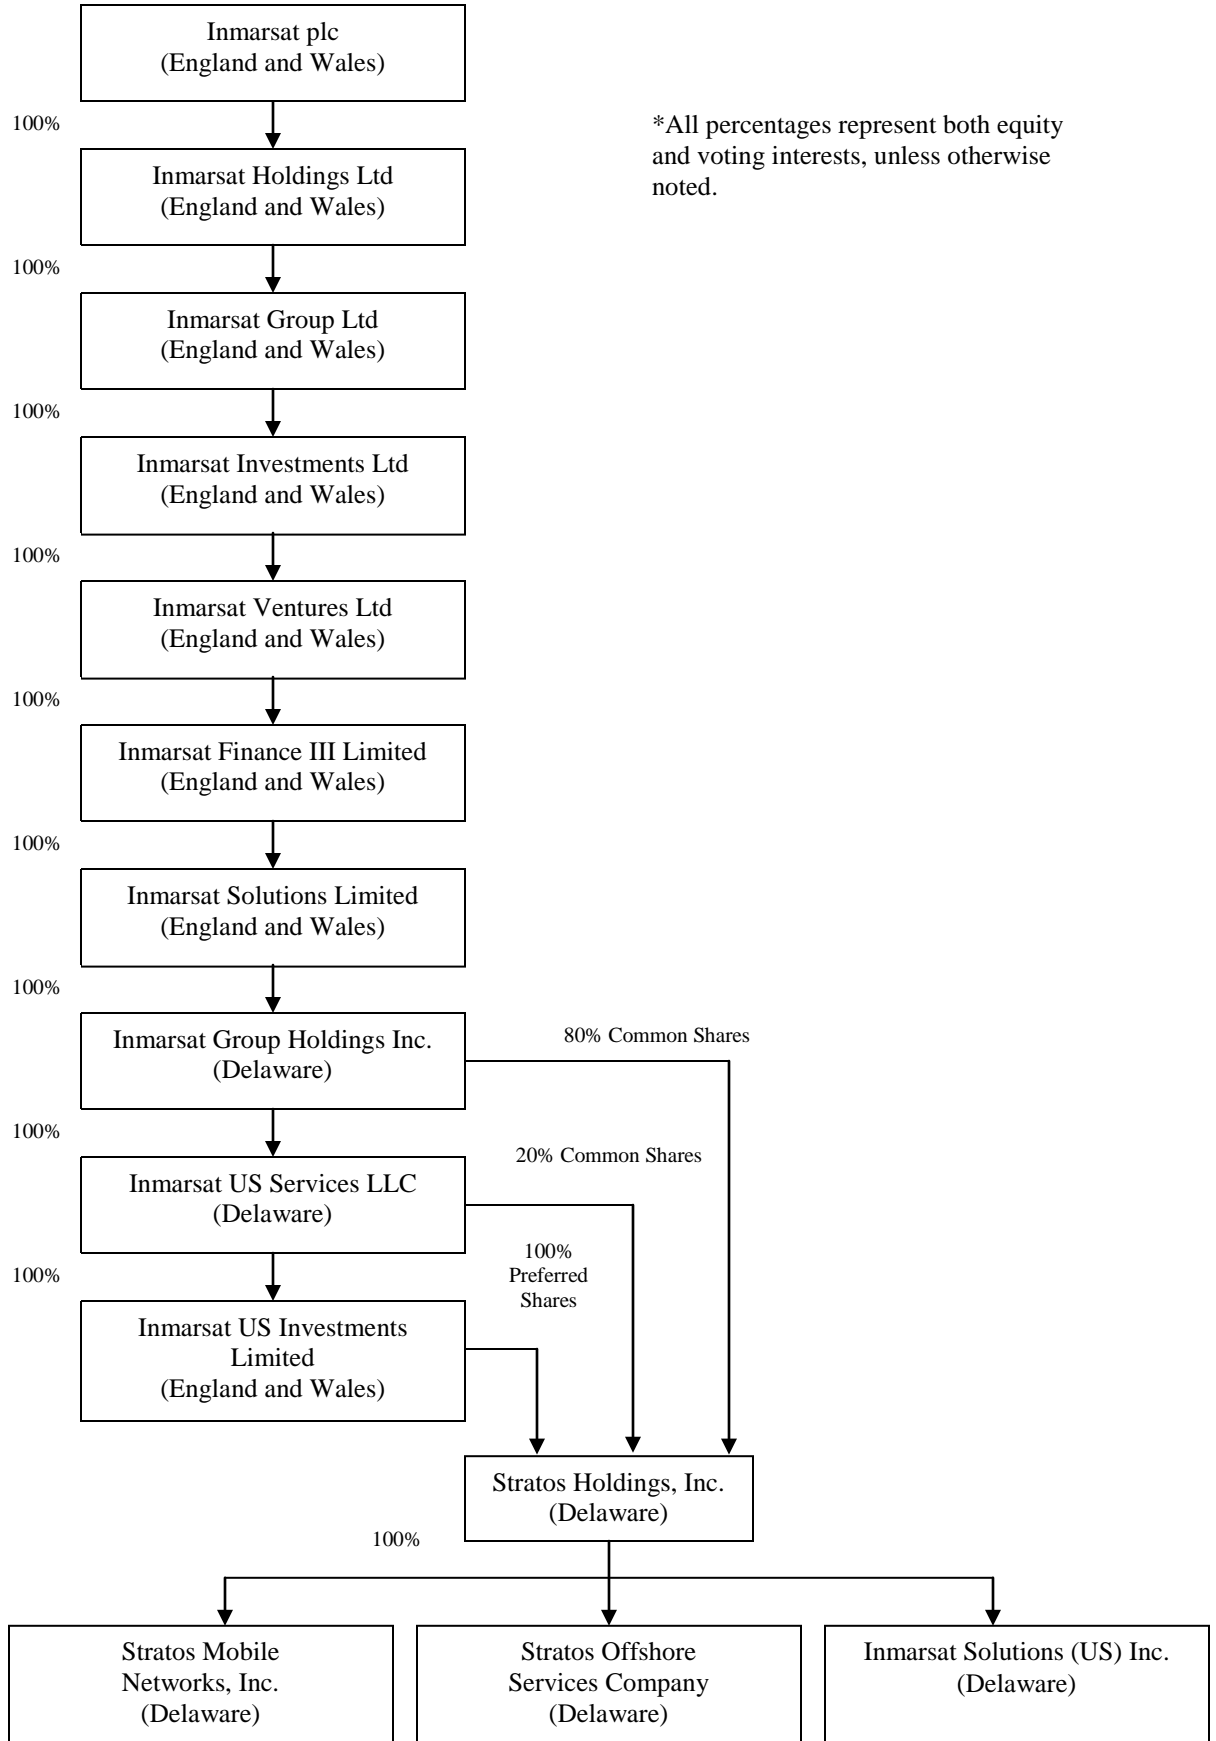 Inmarsat plc
(England and Wales)
100%
*All percentages represent both equity
and voting interests, unless otherwise
noted.
Inmarsat Holdings Ltd
(England and Wales)
100%
Inmarsat Group Ltd
(England and Wales)
100%
Inmarsat Investments Ltd
(England and Wales)
100%
Inmarsat Ventures Ltd
(England and Wales)
100%
Inmarsat Finance III Limited
(England and Wales)
100%
Inmarsat Solutions Limited
(England and Wales)
100%
Inmarsat Group Holdings Inc.
(Delaware)
80% Common Shares
100%
20% Common Shares
Inmarsat US Services LLC
(Delaware)
100%
100%
Preferred
Shares
Inmarsat US Investments
Limited
(England and Wales)
Stratos Holdings, Inc.
(Delaware)
100%
Stratos Mobile
Networks, Inc.
(Delaware)
Stratos Offshore
Services Company
(Delaware)
Inmarsat Solutions (US) Inc.
(Delaware)